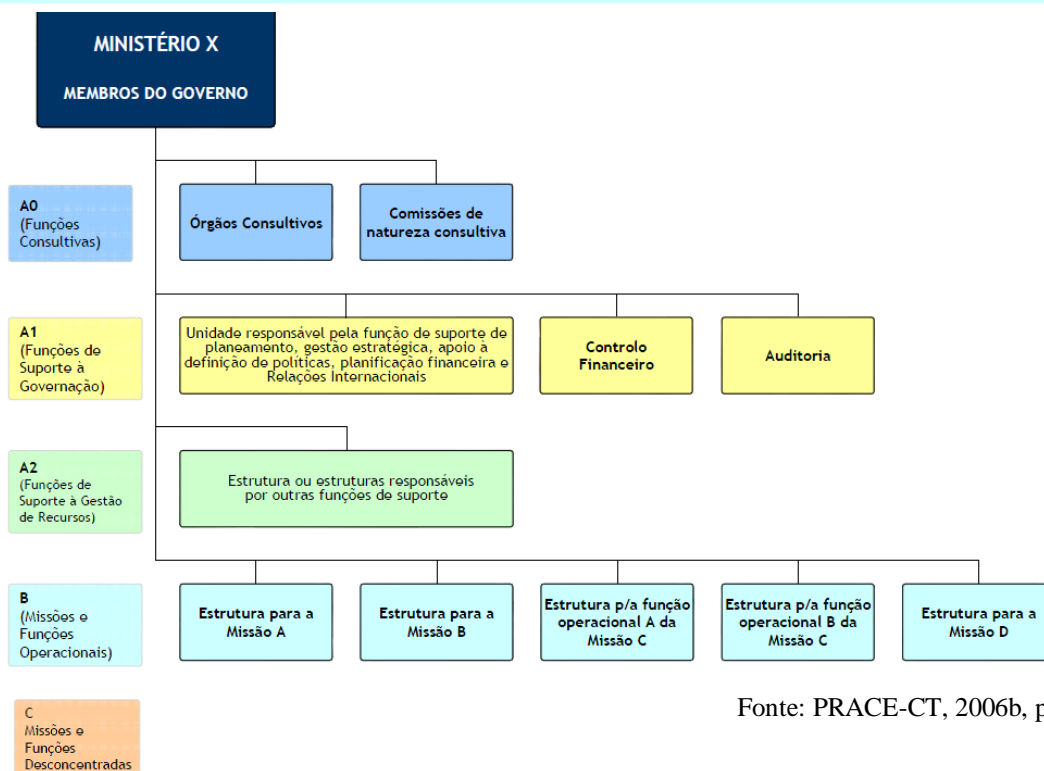 MINISTÉRIO X
MEMBROS DO GOVERNO
A0
(Funções
Consultivas)
Órgãos Consultivos
Comissões de
natureza consultiva
A1
(Funções de
Suporte à
Governação)
Unidade responsável pela função de suporte de
planeamento, gestão estratégica, apoio à
definição de políticas, planificação financeira e
Relações Internacionais
Controlo
Financeiro
Auditoria
A2
(Funções de
Suporte à Gestão
de Recursos)
Estrutura ou estruturas responsáveis
por outras funções de suporte
B
(Missões e
Funções
Operacionais)
Estrutura para a
Missão A
Estrutura para a
Missão B
Estrutura p/a função
operacional A da
Missão C
Estrutura p/a função
operacional B da
Missão C
Estrutura para a
Missão D
C
Missões e
Funções
Desconcentradas
Fonte: PRACE-CT, 2006b, p